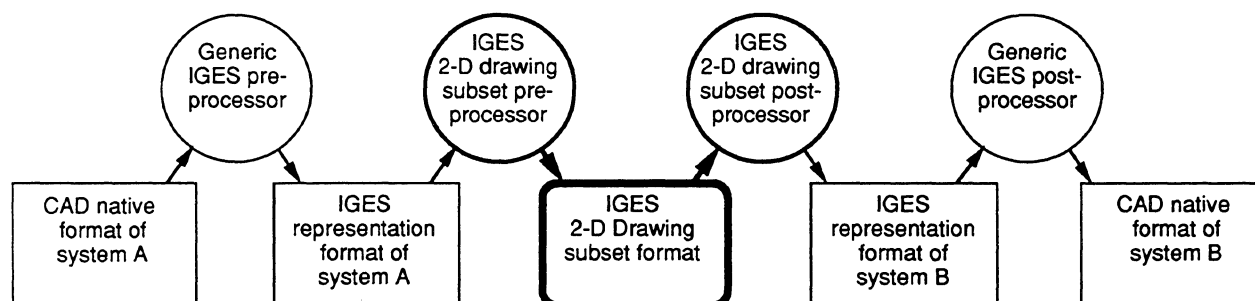 Generic
IGES pre-
processor
IGES
2-D drawing
subset pre-
processor
IGES
2-D drawing
subset post-
processor
Generic
IGES post-
processor
CAD native
format of
system A
IGES
representation
format of
system A
IGES
2-D Drawing
subset format
IGES
representation
format of
system B
CAD native
format of
system B